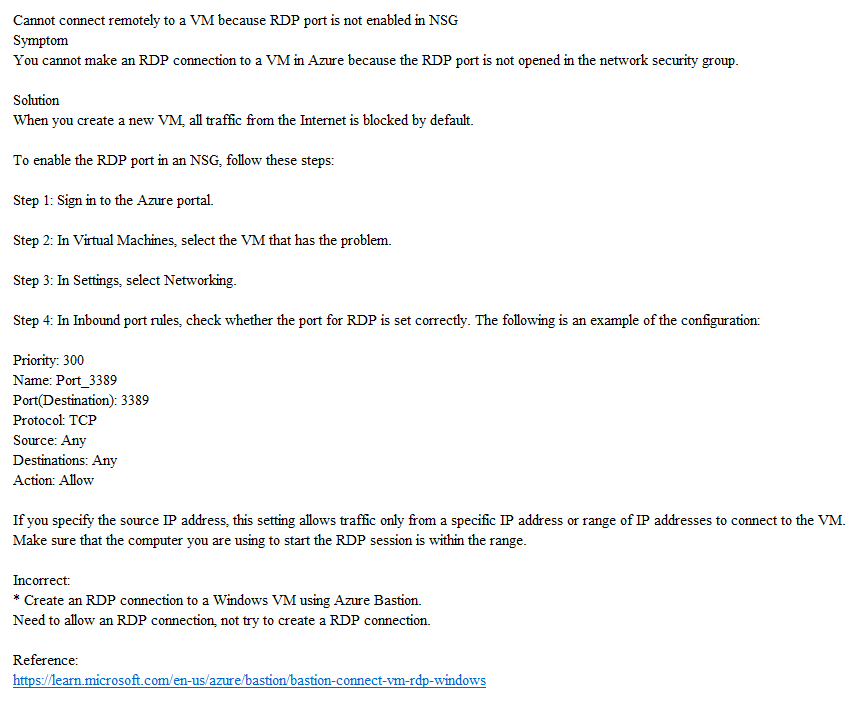 Cannot connect remotely to a VM because RDP port is not enabled in NSG
Symptom
You cannot make an RDP connection to a VM in Azure because the RDP port is not opened in the network security group.
Solution
When you create a new VM, all traffic from the Internet is blocked by default.
To enable the RDP port in an NSG, follow these steps:
Step 1: Sign in to the Azure portal.
Step 2: In Virtual Machines, select the VM that has the problem.
Step 3: In Settings, select Networking.
Step 4: In Inbound port rules, check whether the port for RDP is set correctly. The following is an example of the configuration:
Priority: 300
Name: Port_3389
Port(Destination): 3389
Protocol: TCP
Source: Any
Destinations: Any
Action: Allow
If you specify the source IP address, this setting allows traffic only from a specific IP address or range of IP addresses to connect to the VM.
Make sure that the computer you are using to start the RDP session is within the range.
Incorrect:
* Create an RDP connection to a Windows VM using Azure Bastion.
Need to allow an RDP connection, not try to create a RDP connection.
Reference:
https://learn.microsoft.com/en-us/azure/bastion/bastion-connect-vm-rdp-windows